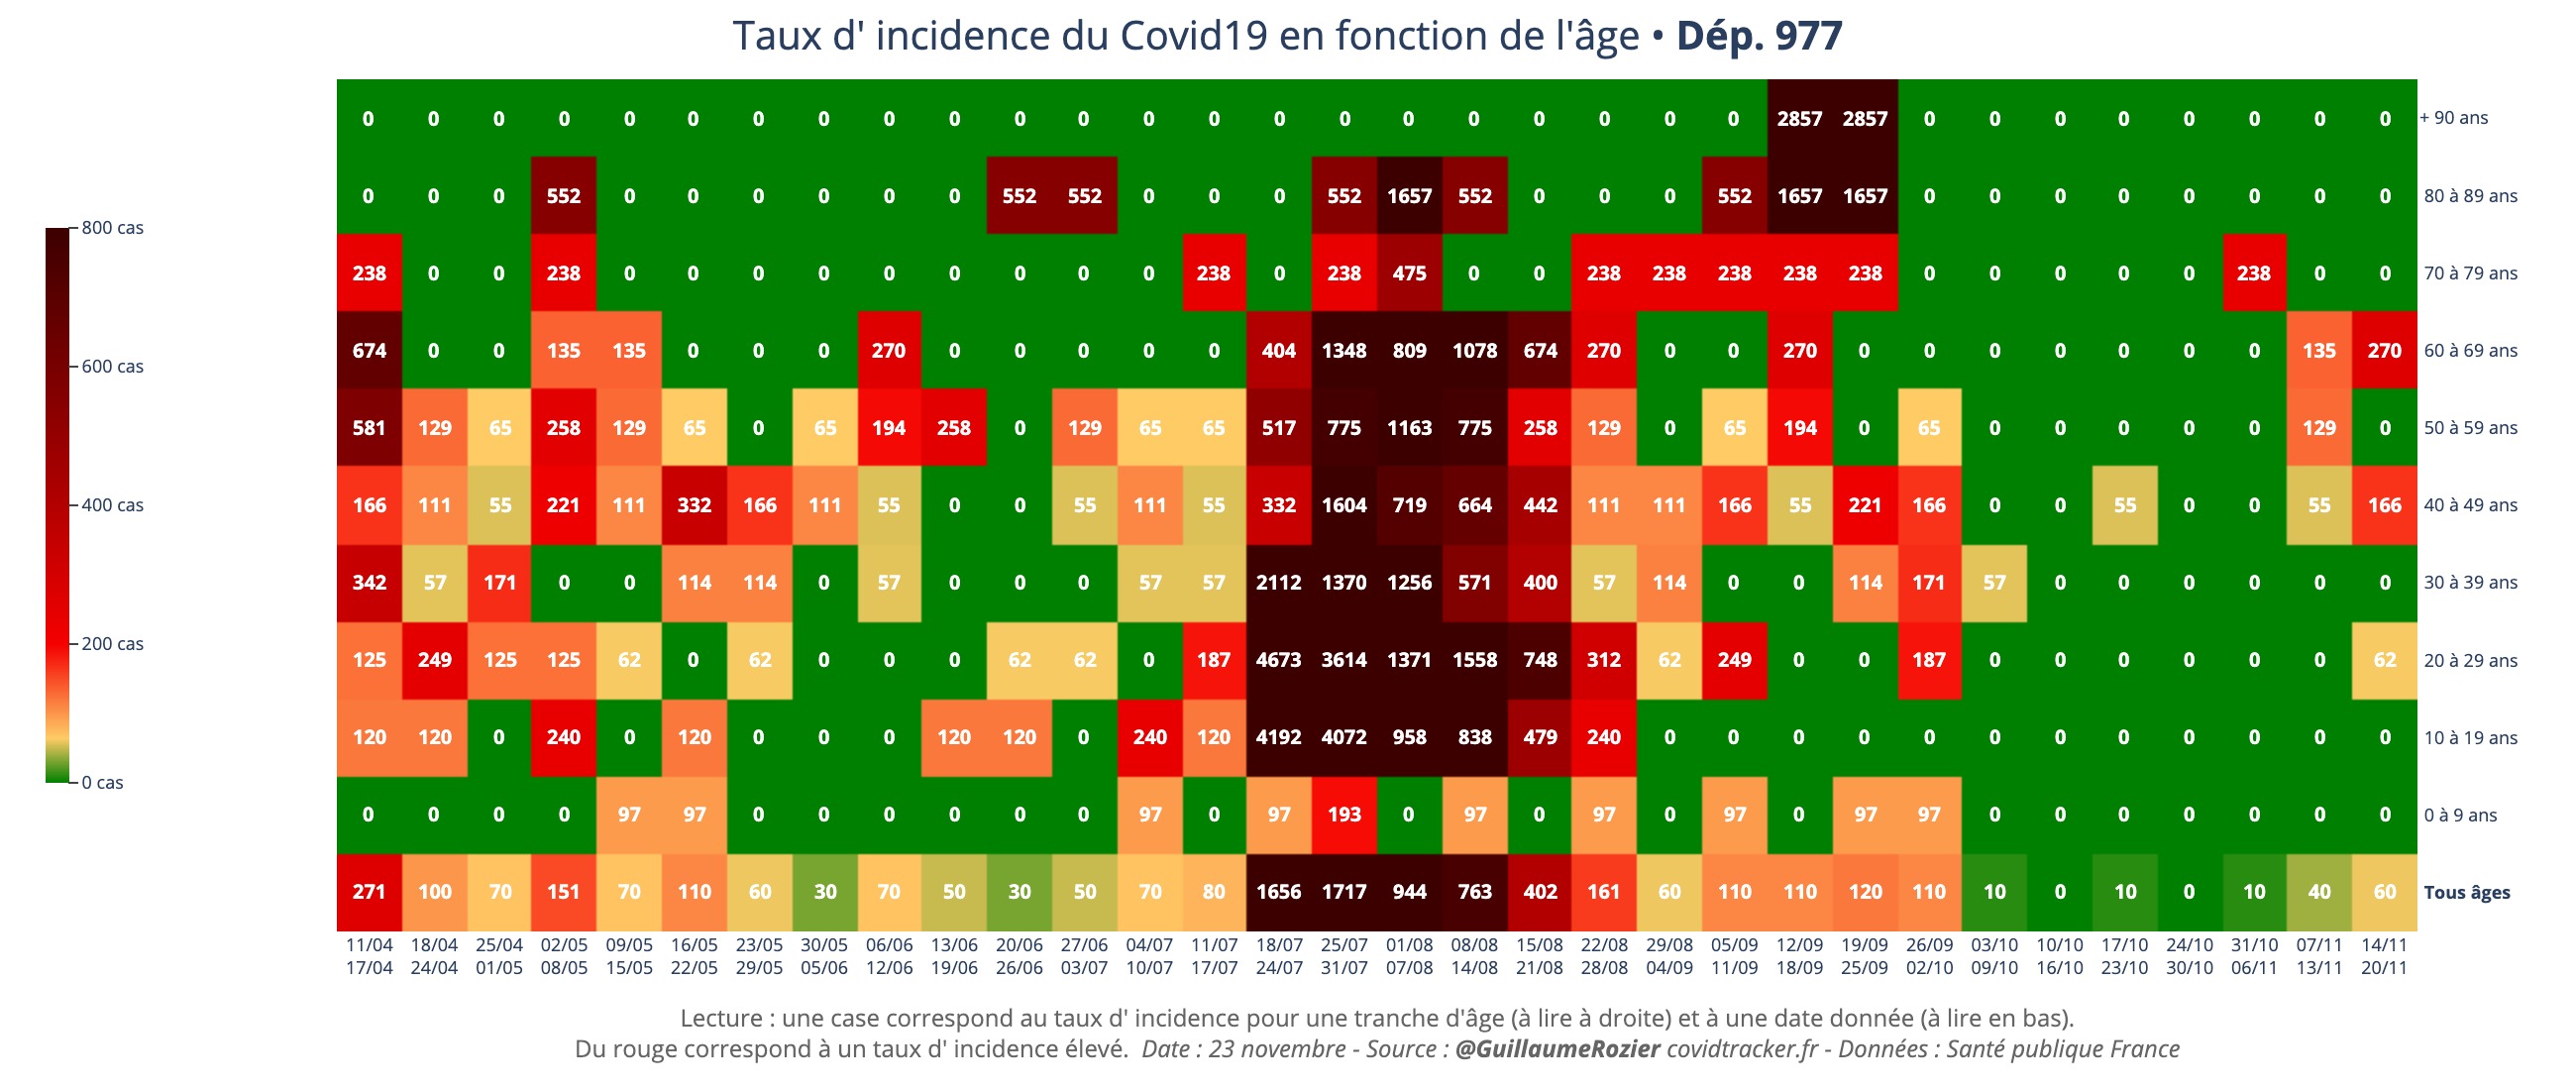 Taux d' incidence du Covid19 en fonction de l'âge • Dép. 977
800 cas
600 cas
400 cas
200 cas
0 cas
0 0 0 0 0 0 0 0 0 0 0 0 0 0 0 0 0 0 0 0 0 0 2857 2857 0 0 0 0 0 0 0 0 + 90 ans
0 0 0 552 0 0 0 0 0 0 552 552 0 0 0 552 1657 552 0 0 0 552 1657 1657 0 0 0 0 0 0 0 0 80 à 89 ans
238 0 0 238 0 0 0 0 0 0 0 0 0 238 0 238 475 0 0 238 238 238 238 238 0 0 0 0 0 238 0 0 70 à 79 ans
674 0 0 135 135 0 0 0 270 0 0 0 0 0 404 1348 809 1078 674 270 0 0 270 0 0 0 0 0 0 0 135 270 60 à 69 ans
581 129 65 258 129 65 0 65 194 258 0 129 65 65 517 775 1163 775 258 129 0 65 194 0 65 0 0 0 0 0 129 0 50 à 59 ans
166 111 55 221 111 332 166 111 55 0 0 55 111 55 332 1604 719 664 442 111 111 166 55 221 166 0 0 55 0 0 55 166 40 à 49 ans
342 57 171 0 0 114 114 0 57 0 0 0 57 57 2112 1370 1256 571 400 57 114 0 0 114 171 57 0 0 0 0 0 0 30 à 39 ans
125 249 125 125 62 0 62 0 0 0 62 62 0 187 4673 3614 1371 1558 748 312 62 249 0 0 187 0 0 0 0 0 0 62 20 à 29 ans
120 120 0 240 0 120 0 0 0 120 120 0 240 120 4192 4072 958 838 479 240 0 0 0 0 0 0 0 0 0 0 0 0 10 à 19 ans
0 0 0 0 97 97 0 0 0 0 0 0 97 0 97 193 0 97 0 97 0 97 0 97 97 0 0 0 0 0 0 0 0 à 9 ans
271 100 70 151 70 110 60 30 70 50 30 50 70 80 1656 1717 944 763 402 161 60 110 110 120 110 10 0 10 0 10 40 60 Tous âges
11/04 18/04 25/04 02/05 09/05 16/05 23/05 30/05 06/06 13/06 20/06 27/06 04/07 11/07 18/07 25/07 01/08 08/08 15/08 22/08 29/08 05/09 12/09 19/09 26/09 03/10 10/10 17/10 24/10 31/10 07/11 14/11
17/04 24/04 01/05 08/05 15/05 22/05 29/05 05/06 12/06 19/06 26/06 03/07 10/07 17/07 24/07 31/07 07/08 14/08 21/08 28/08 04/09 11/09 18/09 25/09 02/10 09/10 16/10 23/10 30/10 06/11 13/11 20/11
Lecture : une case correspond au taux d' incidence pour une tranche d'âge (à lire à droite) et à une date donnée (à lire en bas).
Du rouge correspond à un taux d' incidence élevé. Date : 23 novembre - Source : @GuillaumeRozier covidtracker.fr - Données : Santé publique France